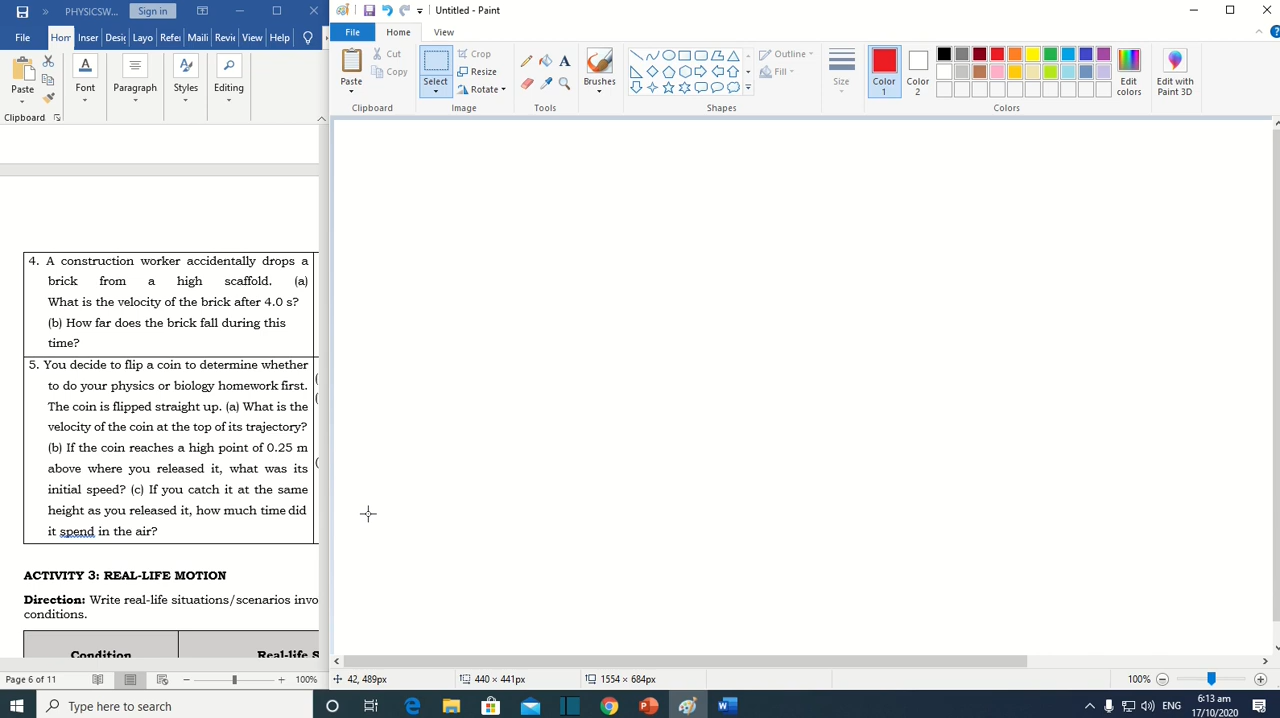 PHYSICSW...
Sign in
Untitled - Paint
File
Hom
Inser
Desi
Layo
Refe
Maili
Revie
View
Help
File
Home
View
Paste
Font
Paragraph
Styles
Editing
Clipboard
Paste
Cut
Copy
Clipboard
Select
Crop
Resize
Rotate
Image
Tools
Brushes
Shapes
Outline
Fill
Size
Color 1
Color 2
Edit colors
Edit with Paint 3D
Colors
4. A construction worker accidentally drops a
brick from a high scaffold. (a)
What is the velocity of the brick after 4.0 s?
(b) How far does the brick fall during this
time?
5. You decide to flip a coin to determine whether
to do your physics or biology homework first.
The coin is flipped straight up. (a) What is the
velocity of the coin at the top of its trajectory?
(b) If the coin reaches a high point of 0.25 m
above where you released it, what was its
initial speed? (c) If you catch it at the same
height as you released it, how much time did
it spend in the air?
ACTIVITY 3: REAL-LIFE MOTION
Direction: Write real-life situations/scenarios invo
conditions.
Condition
Real-life S
Page 6 of 11
100%
42, 489px
440 × 441px
1554 × 684px
100%
Type here to search
ENG
6:13 am
17/10/2020